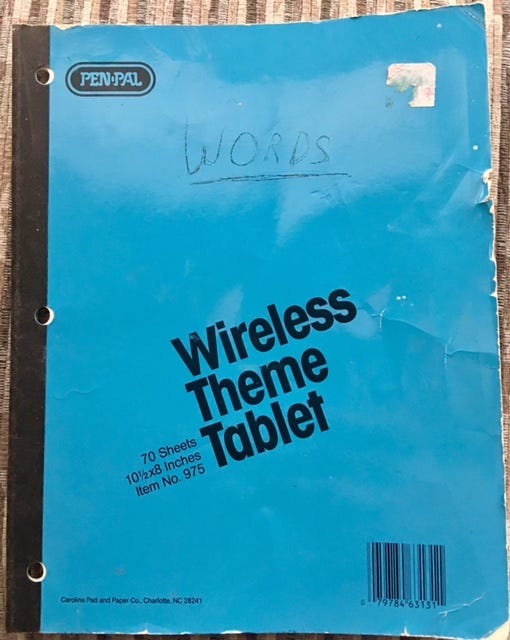 PEN·PAL
WORDS
Wireless
Theme
Tablet
70 Sheets
10½x8 Inches
Item No. 975
Carolina Pad and Paper Co., Charlotte, NC 28241
0 79784 63131